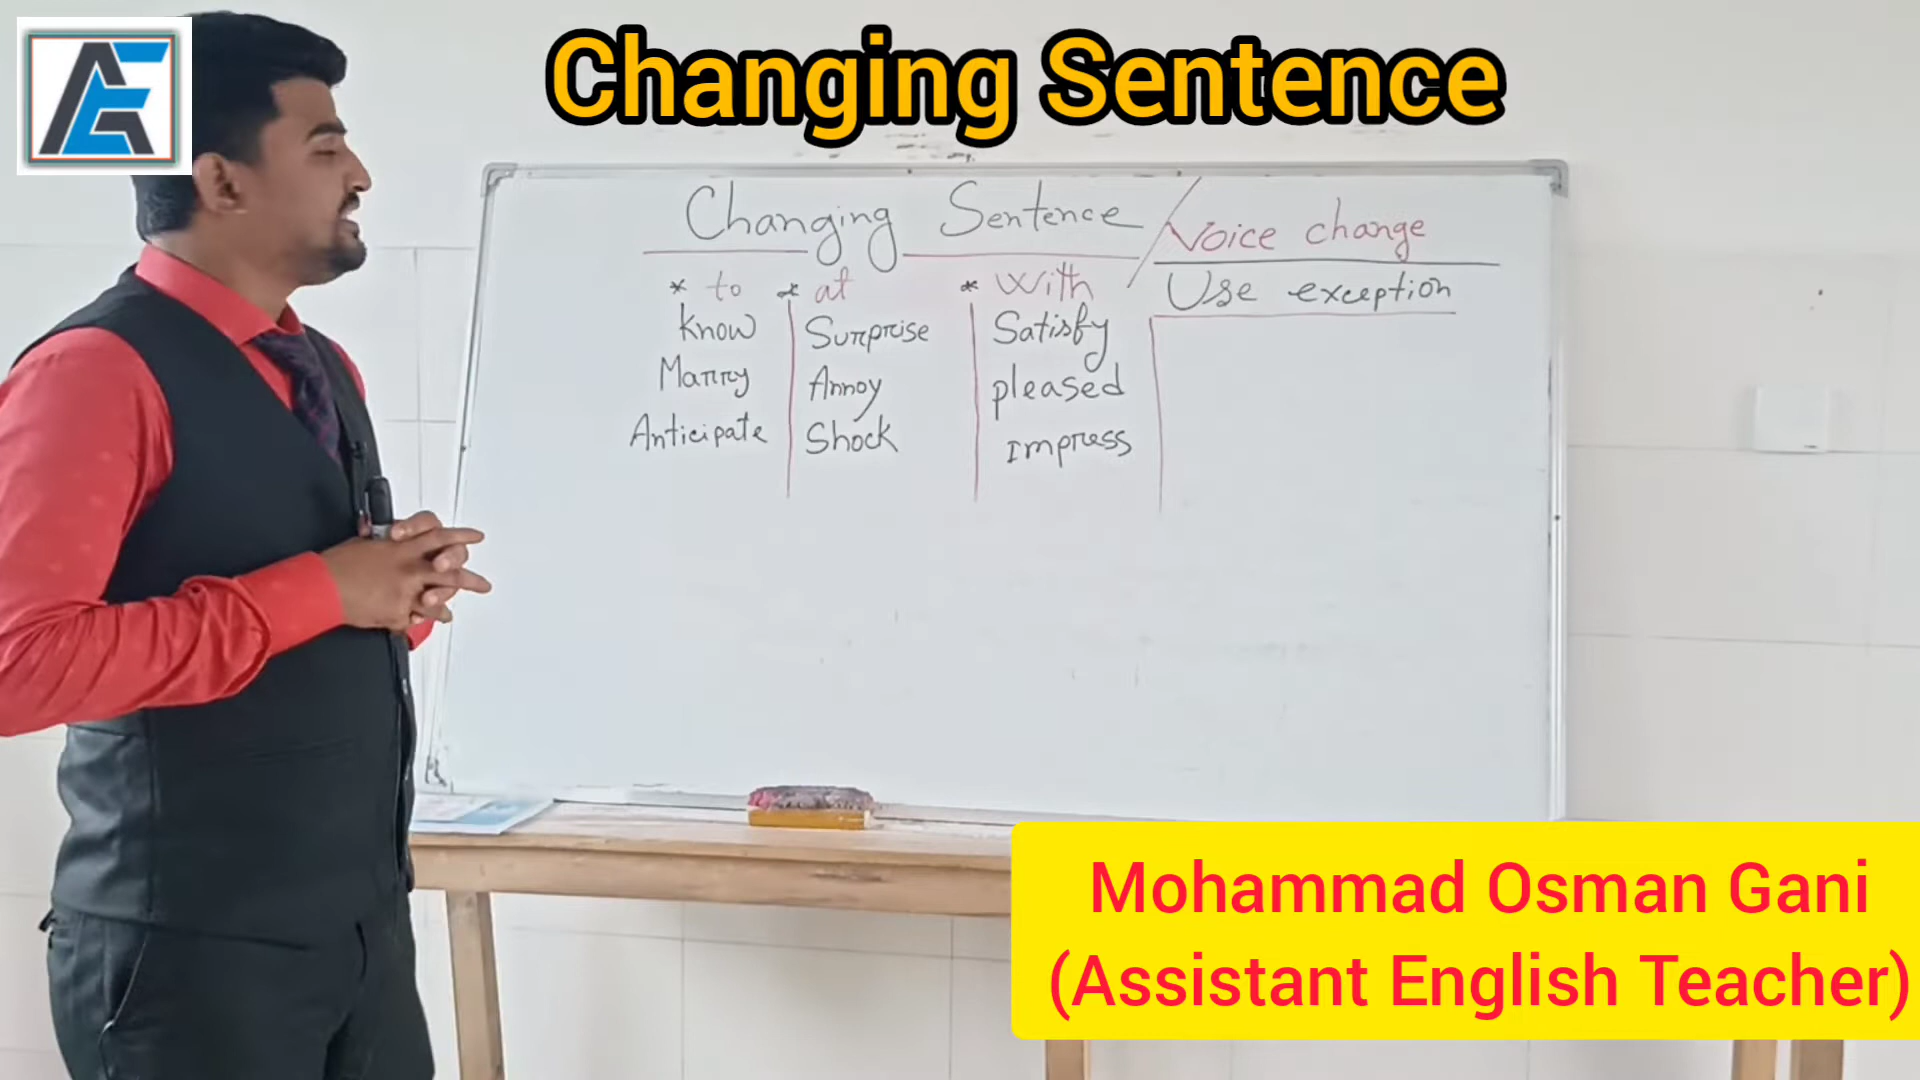 AE
Changing Sentence
Changing Sentence / Voice change
Use exception
* to * at * With
know Surprise Satisfy
Marry Annoy pleased
Anticipate Shock Impress
Mohammad Osman Gani
(Assistant English Teacher)